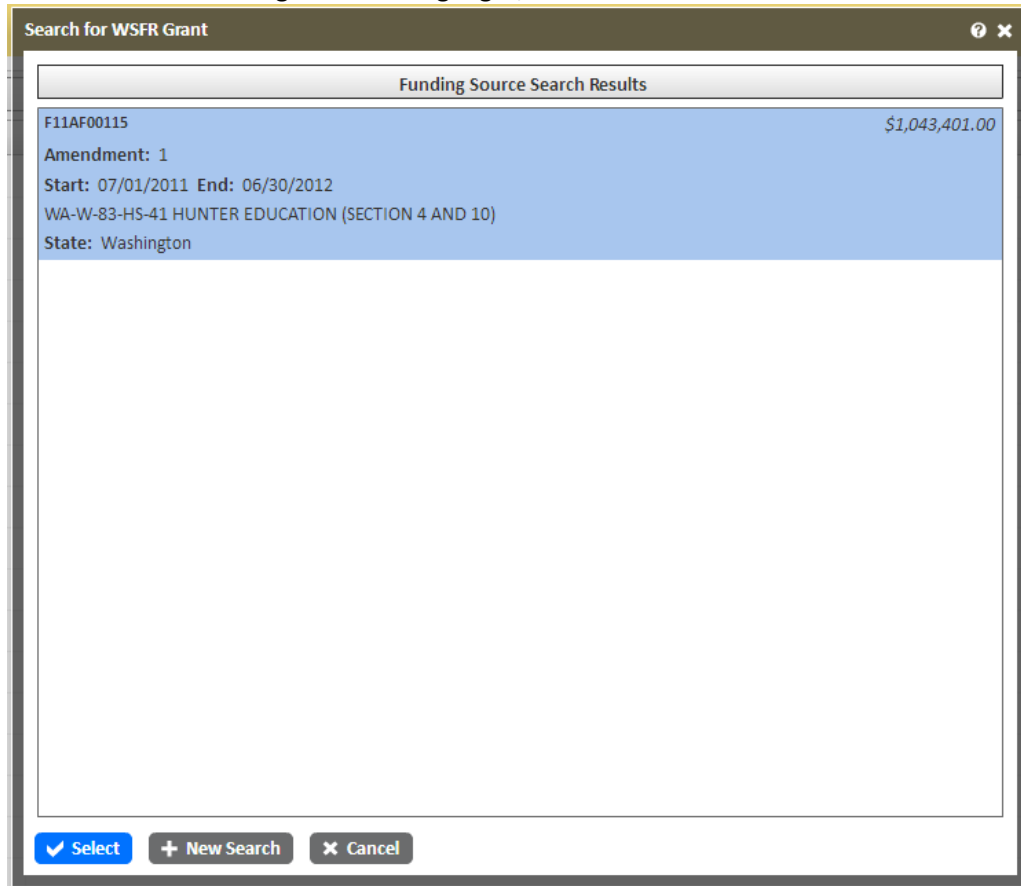 Search for WSFR Grant
Funding Source Search Results
F11AF00115 $1,043,401.00
Amendment: 1
Start: 07/01/2011 End: 06/30/2012
WA-W-83-HS-41 HUNTER EDUCATION (SECTION 4 AND 10)
State: Washington
Select New Search Cancel